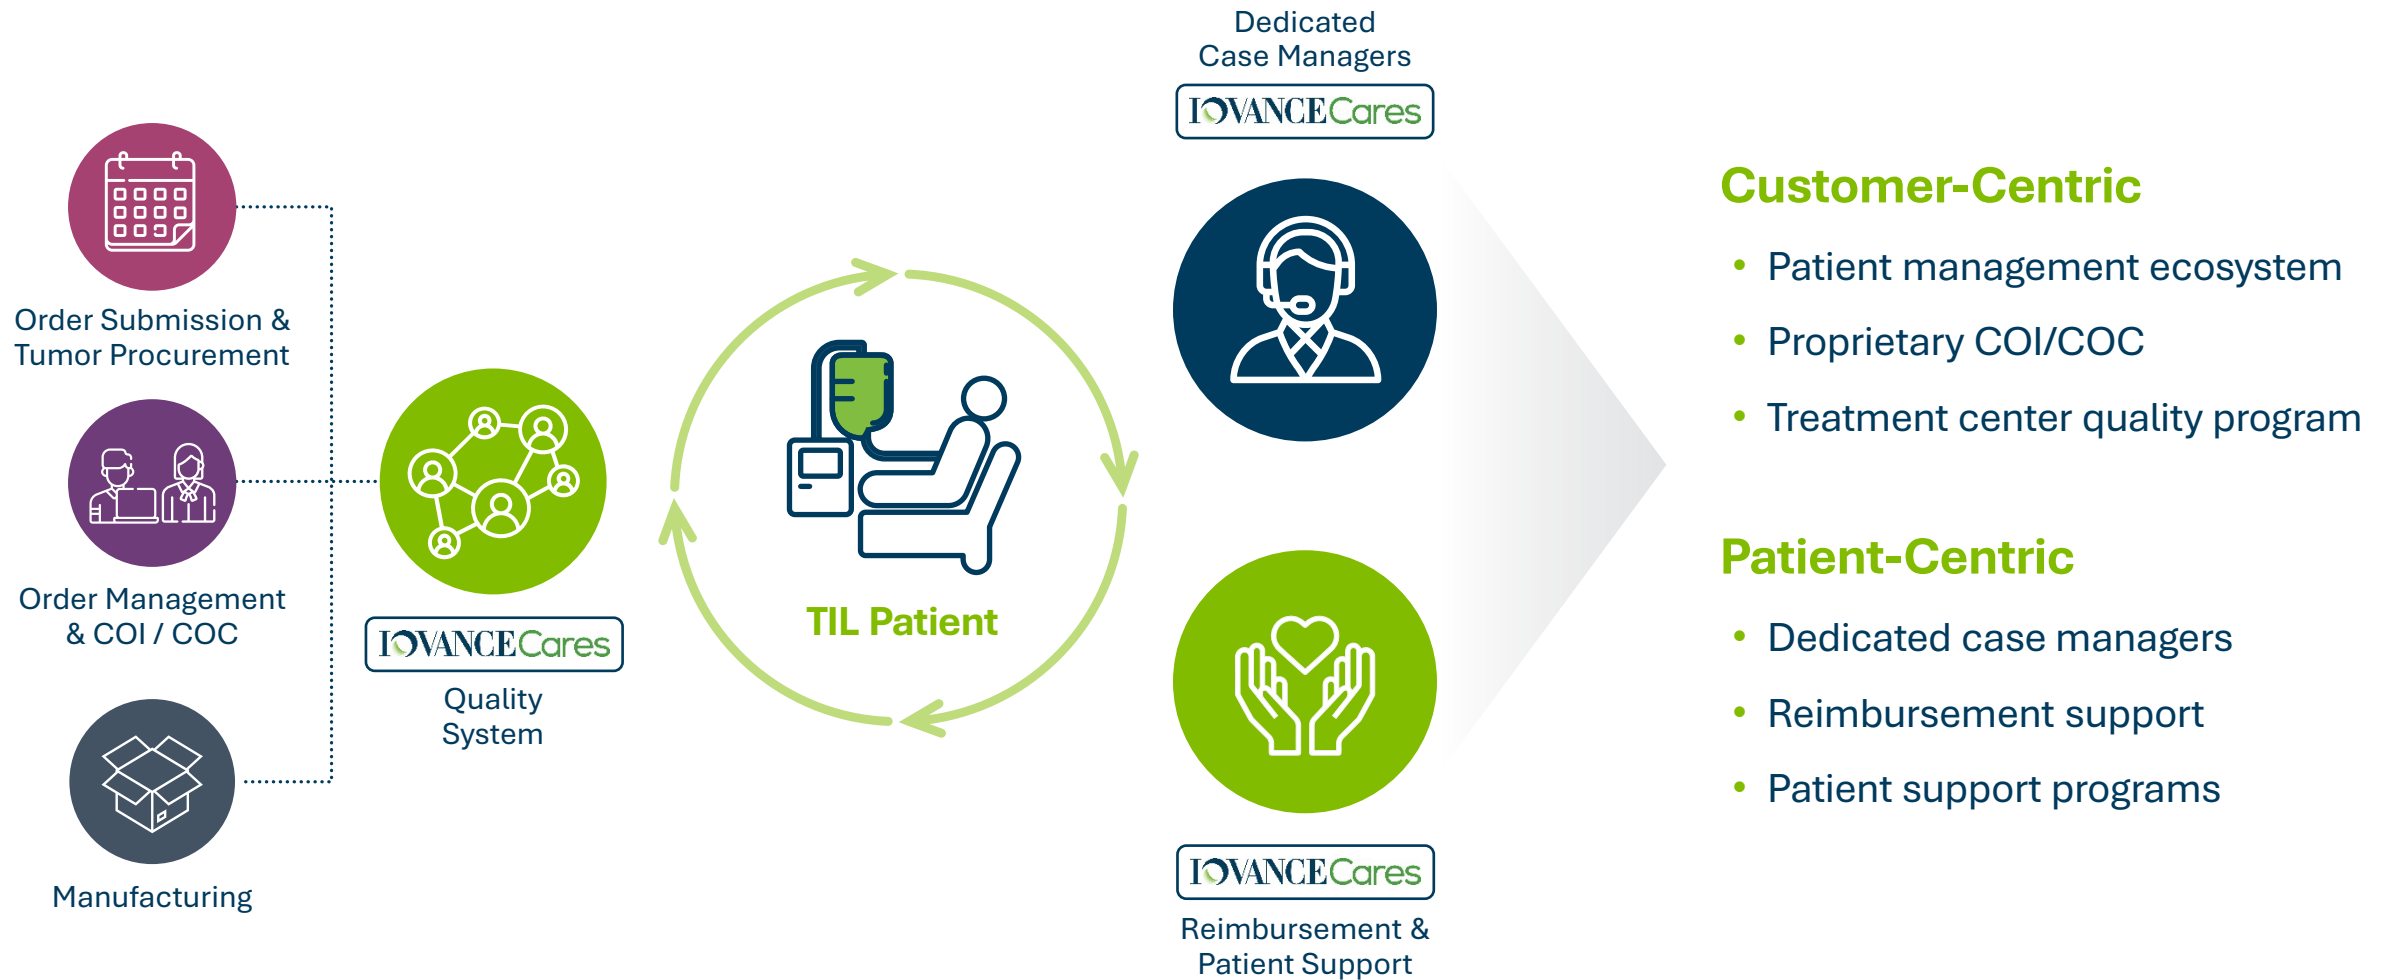 Order Submission &
Tumor Procurement
Order Management
& COI / COC
Manufacturing
IOVANCECares
Quality
System
TIL Patient
Dedicated
Case Managers
IOVANCECares
IOVANCECares
Reimbursement &
Patient Support
Customer-Centric
• Patient management ecosystem
• Proprietary COI/COC
• Treatment center quality program
Patient-Centric
• Dedicated case managers
• Reimbursement support
• Patient support programs